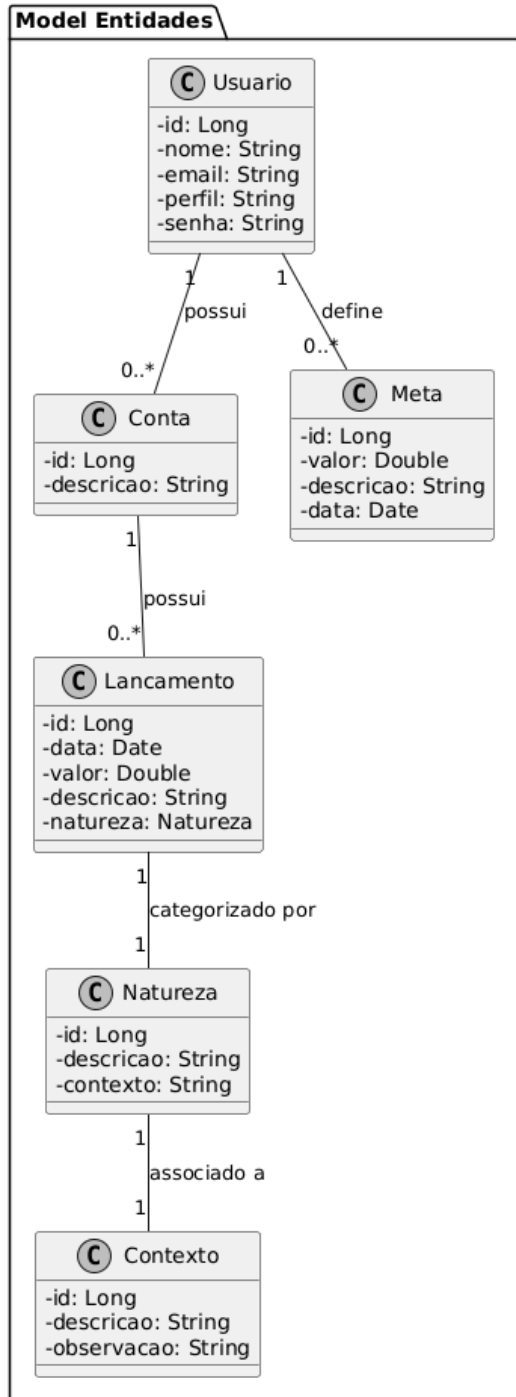 Model Entidades
C Usuario
-id: Long
-nome: String
-email: String
-perfil: String
-senha: String
1
1
possui
define
0..*
0..*
C Conta
-id: Long
-descricao: String
C Meta
-id: Long
-valor: Double
-descricao: String
-data: Date
1
possui
0..*
C Lancamento
-id: Long
-data: Date
-valor: Double
-descricao: String
-natureza: Natureza
1
categorizado por
1
C Natureza
-id: Long
-descricao: String
-contexto: String
1
associado a
1
C Contexto
-id: Long
-descricao: String
-observacao: String